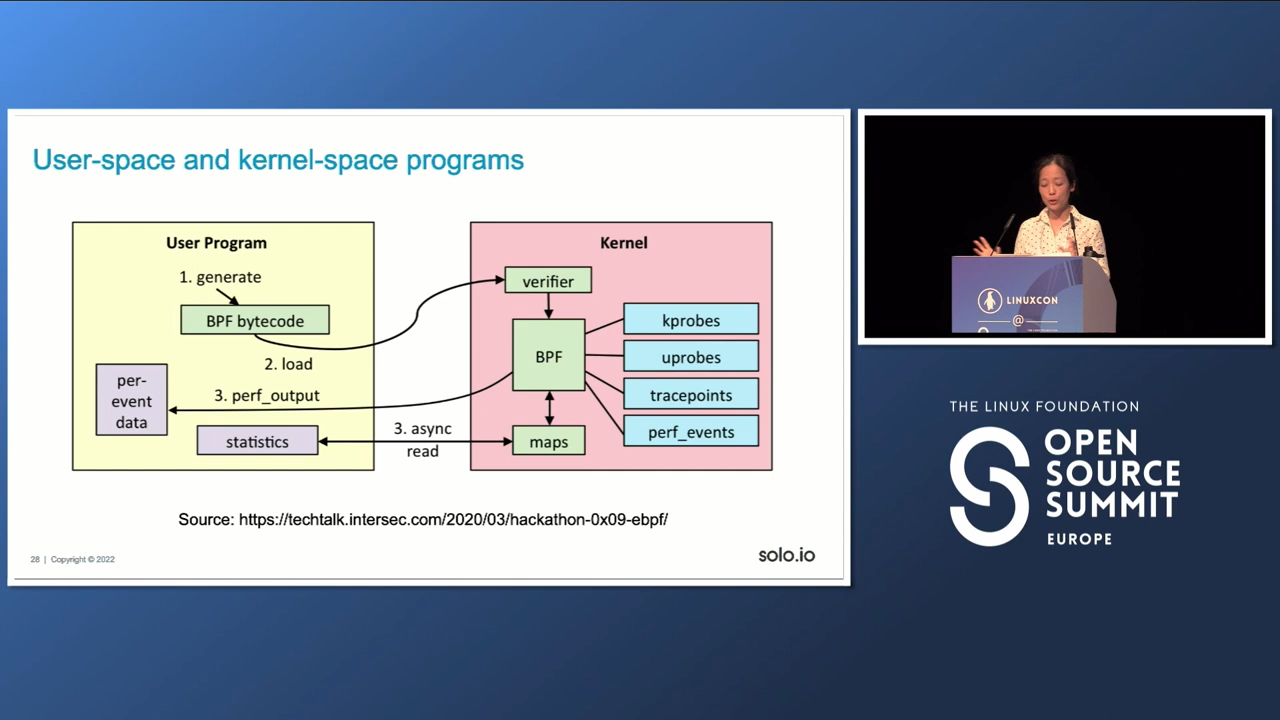 User-space and kernel-space programs
User Program
1. generate
BPF bytecode
2. load
per-
event
data
3. perf_output
statistics
3. async
read
Kernel
verifier
BPF
maps
kprobes
uprobes
tracepoints
perf_events
Source: https://techtalk.intersec.com/2020/03/hackathon-0x09-ebpf/
28 | Copyright © 2022
solo.io
LINUXCON
@
THE LINUX FOUNDATION
OPEN
SOURCE
SUMMIT
EUROPE